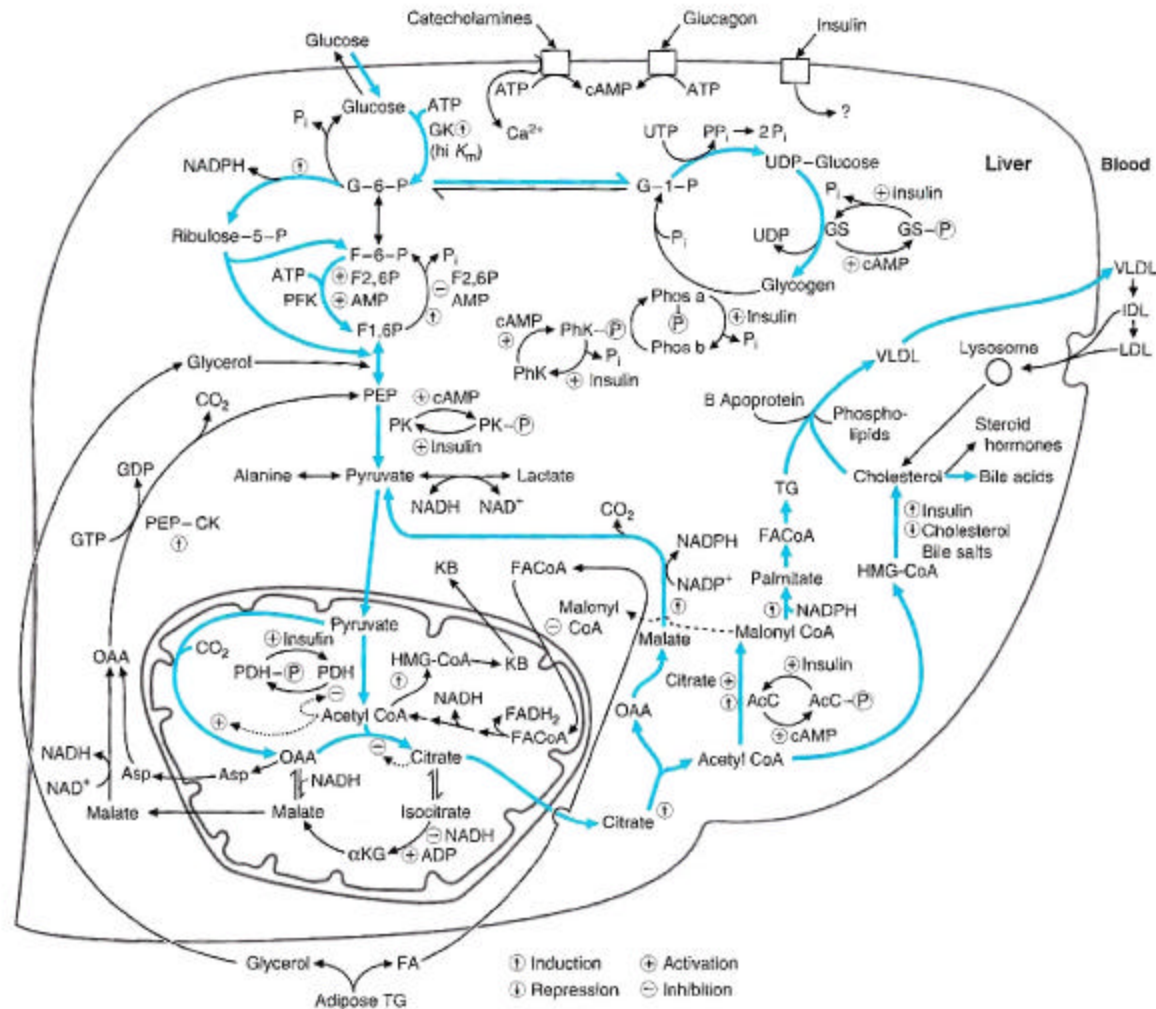 Catecholamines
Glucagon
Insulin
Glucose
ATP
cAMP
ATP
Ca²⁺
?
Glucose
ATP
Pᵢ
GK ↑
(hi Kₘ)
NADPH
↑
G-6-P
G-1-P
UTP
PPᵢ → 2Pᵢ
UDP-Glucose
Liver
Blood
Pᵢ
+ Insulin
UDP
GS
GS-P
+ cAMP
Pᵢ
Glycogen
Ribulose-5-P
F-6-P
Pᵢ
ATP
+ F2,6P
− F2,6P
PFK
+ AMP
AMP
↑
F1,6P
cAMP
+
PhK-P
Pᵢ
PhK
+ Insulin
Phos a
P
Phos b
+ Insulin
Pᵢ
VLDL
IDL
LDL
Lysosome
VLDL
Glycerol
CO₂
PEP
+ cAMP
PK
PK-P
+ Insulin
B Apoprotein
Phospho-
lipids
Steroid
hormones
Cholesterol
Bile acids
GDP
GTP
PEP-CK
↑
Alanine
Pyruvate
Lactate
NADH
NAD⁺
TG
↑ Insulin
↓ Cholesterol
Bile salts
CO₂
NADPH
NADP⁺
↑
FACoA
Palmitate
↑
NADPH
HMG-CoA
KB
FACoA
Malonyl
− CoA
Malate
Malonyl CoA
Pyruvate
CO₂
+ Insulin
PDH-P
PDH
−
+
HMG-CoA
↑
KB
NADH
FADH₂
Acetyl CoA
FACoA
OAA
Citrate +
↑
+ Insulin
AcC
AcC-P
+ cAMP
OAA
Acetyl CoA
NADH
NAD⁺
Asp
Asp
OAA
−
Citrate
NADH
Malate
Malate
Isocitrate
− NADH
+ ADP
αKG
Citrate
↑
Glycerol
FA
Adipose TG
↑ Induction
+ Activation
↓ Repression
− Inhibition